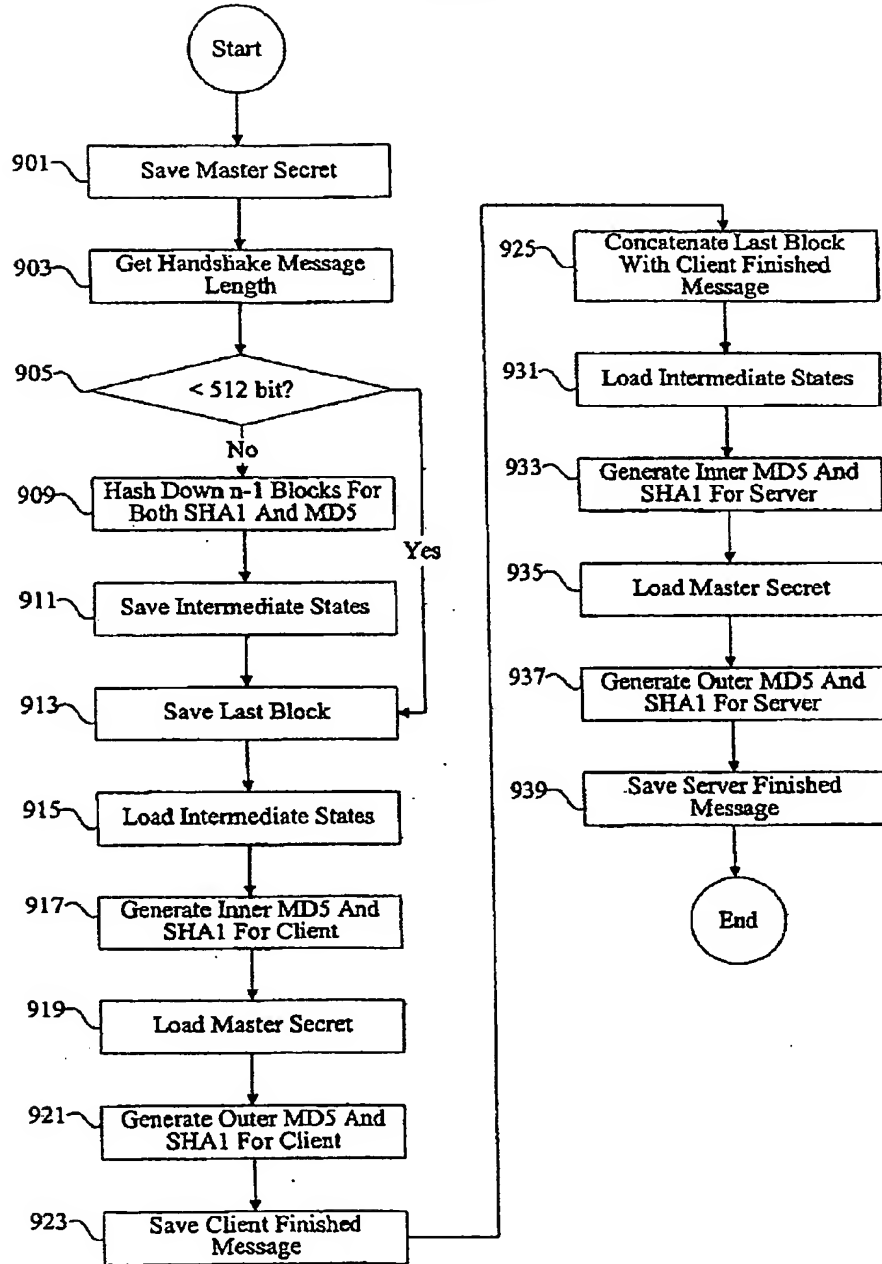 Start
901
Save Master Secret
903
Get Handshake Message
Length
905
< 512 bit?
No
Yes
909
Hash Down n-1 Blocks For
Both SHA1 And MD5
911
Save Intermediate States
913
Save Last Block
915
Load Intermediate States
917
Generate Inner MD5 And
SHA1 For Client
919
Load Master Secret
921
Generate Outer MD5 And
SHA1 For Client
923
Save Client Finished
Message
925
Concatenate Last Block
With Client Finished
Message
931
Load Intermediate States
933
Generate Inner MD5 And
SHA1 For Server
935
Load Master Secret
937
Generate Outer MD5 And
SHA1 For Server
939
Save Server Finished
Message
End